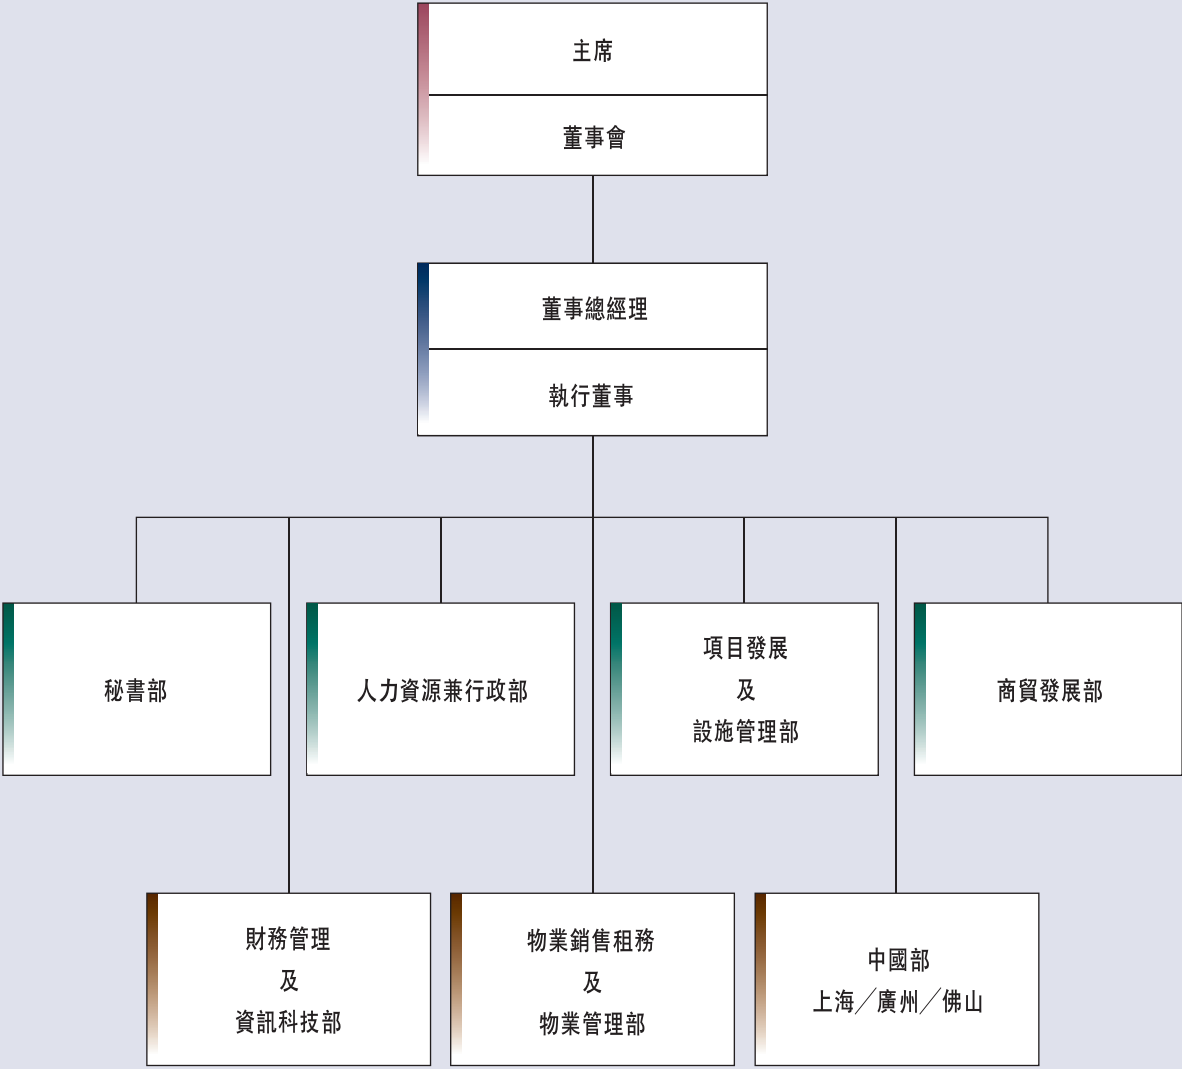 主席
董事會
董事總經理
執行董事
秘書部
人力資源兼行政部
項目發展
及
設施管理部
商貿發展部
財務管理
及
資訊科技部
物業銷售租務
及
物業管理部
中國部
上海／廣州／佛山